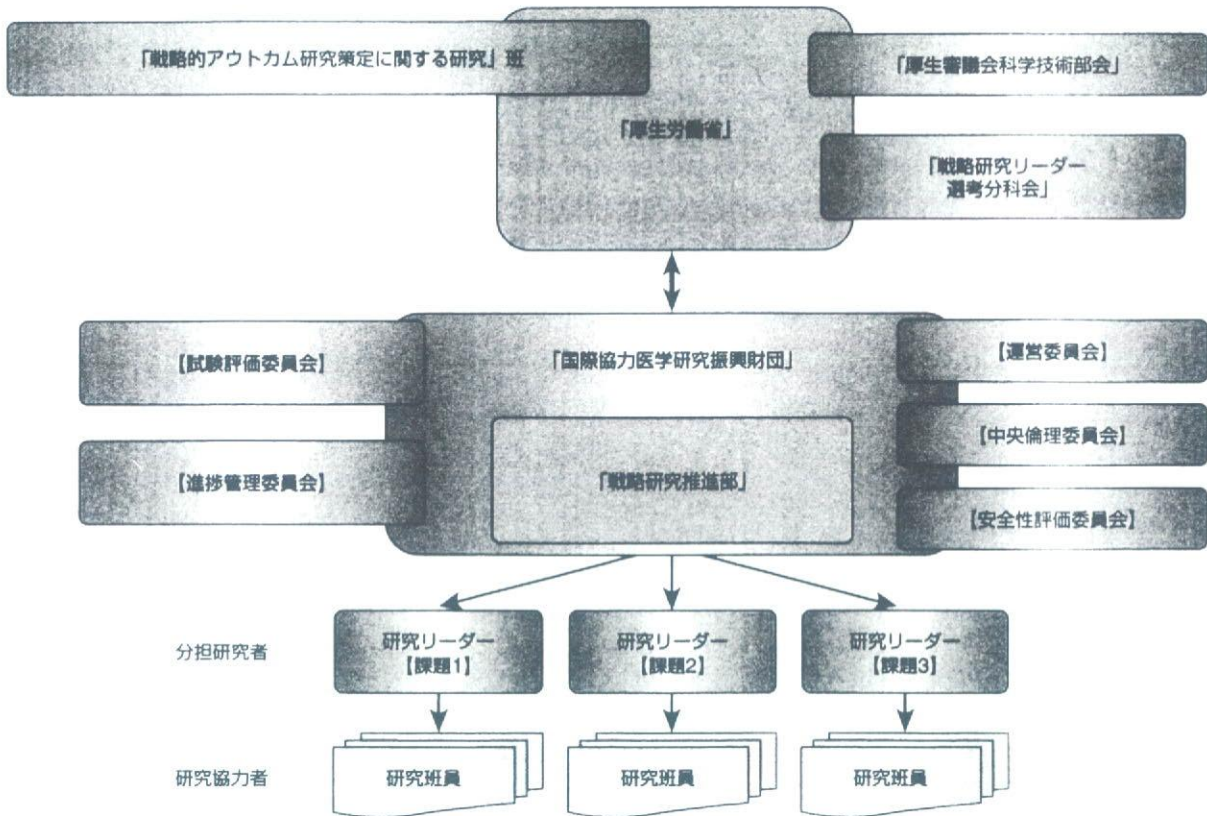 「戦略的アウトカム研究策定に関する研究」班
「厚生審議会科学技術部会」
「厚生労働省」
「戦略研究リーダー
選考分科会」
【試験評価委員会】
「国際協力医学研究振興財団」
【運営委員会】
【中央倫理委員会】
【進捗管理委員会】
「戦略研究推進部」
【安全性評価委員会】
分担研究者
研究リーダー
【課題1】
研究リーダー
【課題2】
研究リーダー
【課題3】
研究協力者
研究班員
研究班員
研究班員